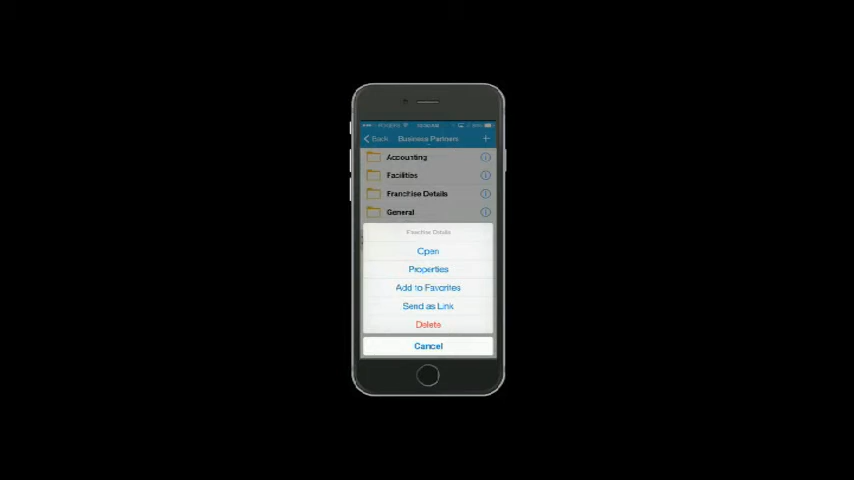 Back Business Partners +
Accounting
Facilities
Franchise Details
General
Franchise Details
Open
Properties
Add to Favorites
Send as Link
Delete
Cancel